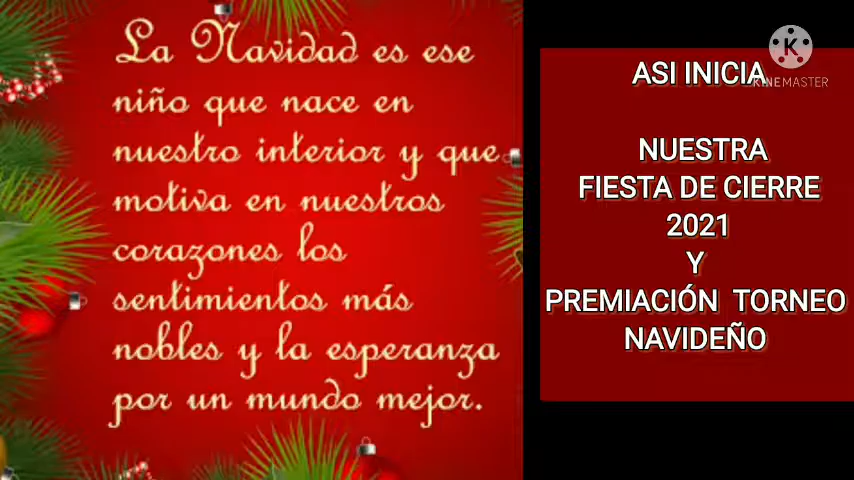 La Navidad es ese
niño que nace en
nuestro interior y que
motiva en nuestros
corazones los
sentimientos más
nobles y la esperanza
por un mundo mejor.
K
KINEMASTER
ASI INICIA
NUESTRA
FIESTA DE CIERRE
2021
Y
PREMIACIÓN TORNEO
NAVIDEÑO